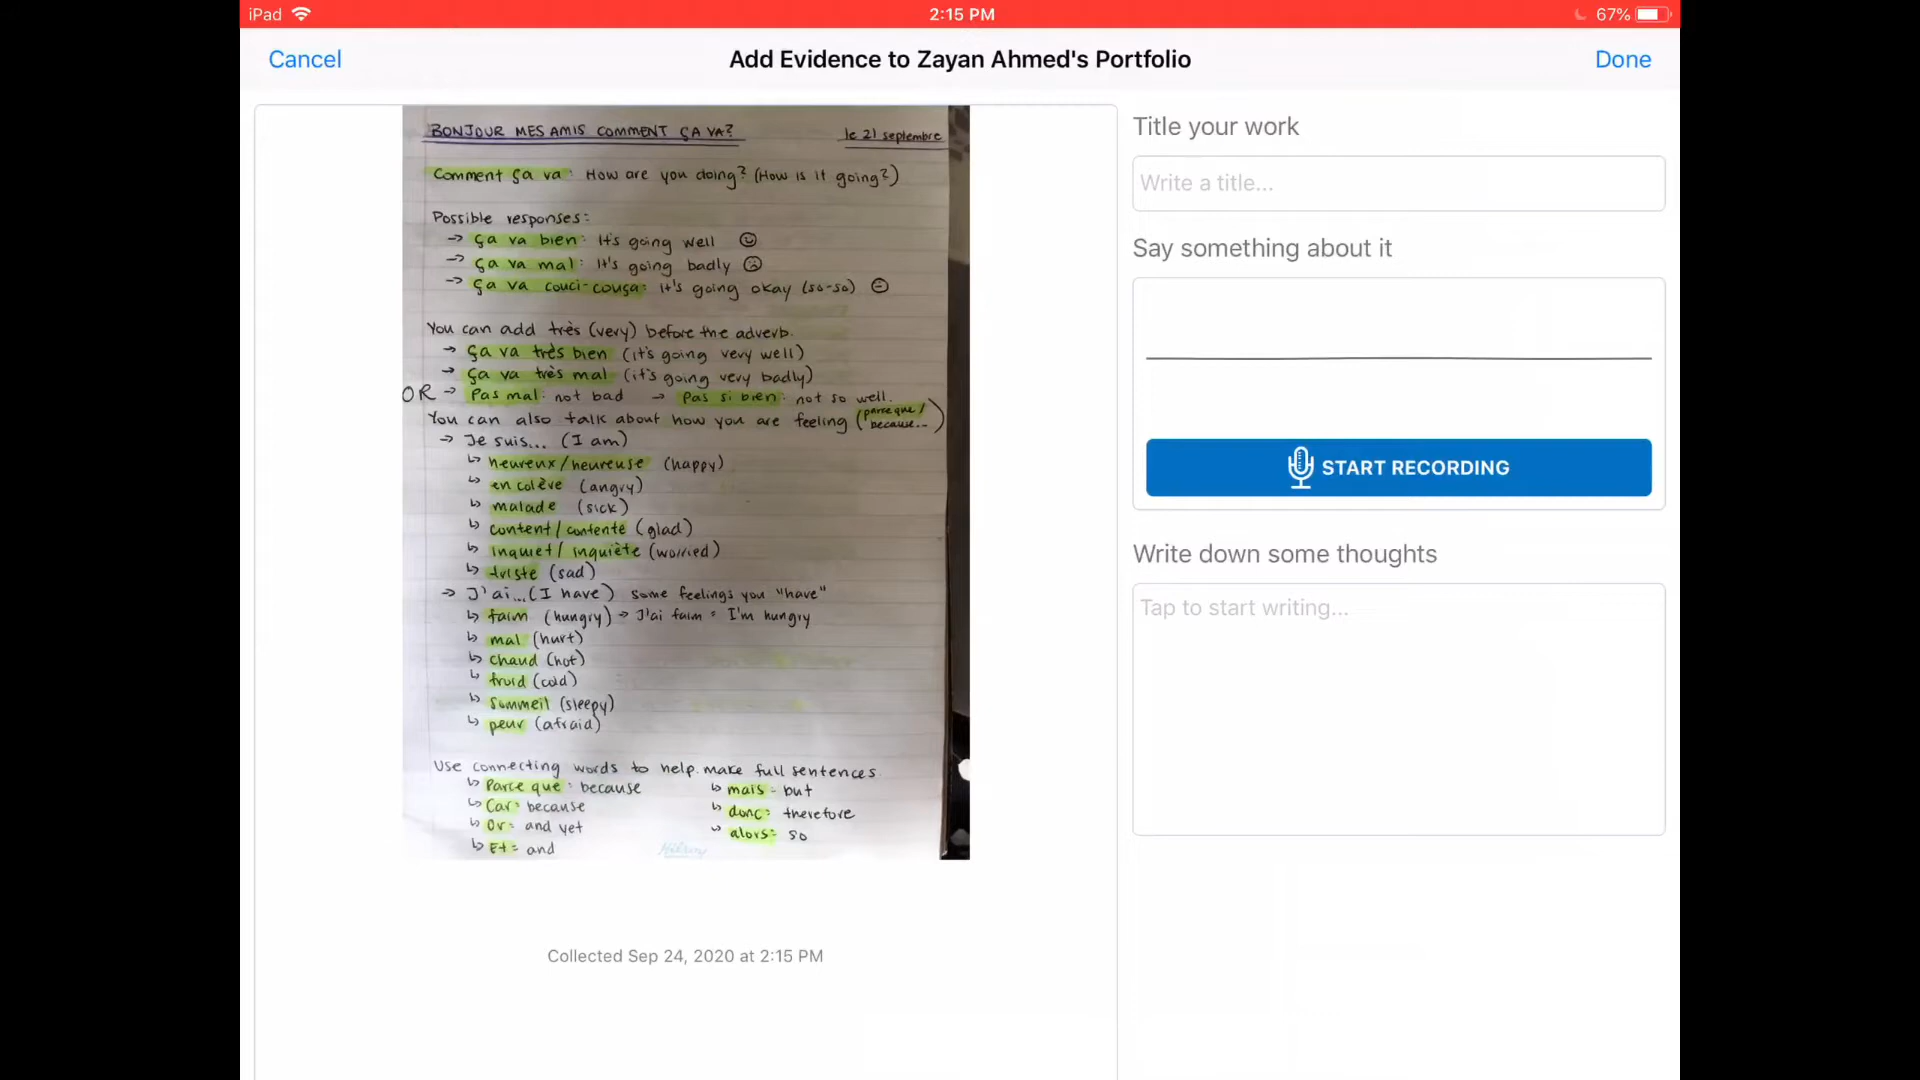 iPad 2:15 PM 67%
Cancel Add Evidence to Zayan Ahmed's Portfolio Done
BONJOUR MES AMIS COMMENT ÇA VA? le 21 septembre
Comment ça va: How are you doing? (How is it going?)
Possible responses:
→ ça va bien: It's going well ☺
→ ça va mal: It's going badly ☹
→ ça va couci-couça: it's going okay (so-so)
You can add très (very) before the adverb.
→ ça va très bien (it's going very well)
→ ça va très mal (it's going very badly)
OR → Pas mal: not bad → Pas si bien: not so well.
You can also talk about how you are feeling (parce que / because...)
→ Je suis... (I am)
↳ heureux/heureuse (happy)
↳ en colève (angry)
↳ malade (sick)
↳ content/contente (glad)
↳ inquiet/inquiète (worried)
↳ triste (sad)
→ J'ai...(I have) some feelings you "have"
↳ faim (hungry) → J'ai faim = I'm hungry
↳ mal (hurt)
↳ chaud (hot)
↳ froid (cold)
↳ Sommeil (sleepy)
↳ peur (afraid)
Use connecting words to help make full sentences
↳ Parce que: because
↳ Car: because
↳ Or: and yet
↳ Et: and
↳ mais: but
↳ donc: therefore
↳ alors: so
Collected Sep 24, 2020 at 2:15 PM
Title your work
Write a title...
Say something about it
START RECORDING
Write down some thoughts
Tap to start writing...